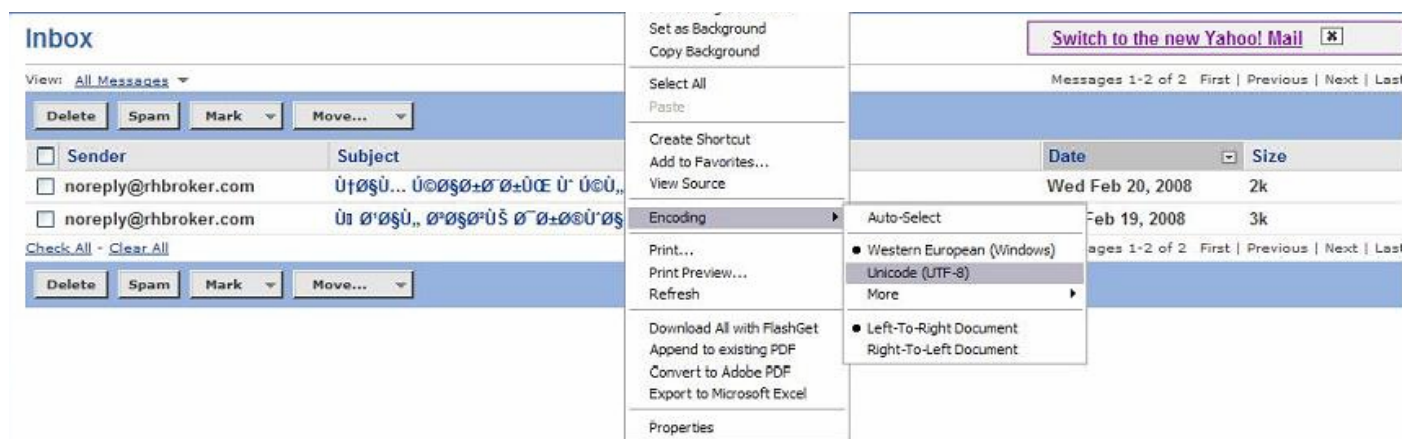 Inbox
Switch to the new Yahoo! Mail
View: All Messages
Messages 1-2 of 2 First | Previous | Next | Last
Delete Spam Mark Move...
Sender Subject Date Size
noreply@rhbroker.com Wed Feb 20, 2008 2k
noreply@rhbroker.com Feb 19, 2008 3k
Check All - Clear All
Messages 1-2 of 2 First | Previous | Next | Last
Delete Spam Mark Move...
Set as Background
Copy Background
Select All
Paste
Create Shortcut
Add to Favorites...
View Source
Encoding
Print...
Print Preview...
Refresh
Download All with FlashGet
Append to existing PDF
Convert to Adobe PDF
Export to Microsoft Excel
Properties
Auto-Select
Western European (Windows)
Unicode (UTF-8)
More
Left-To-Right Document
Right-To-Left Document